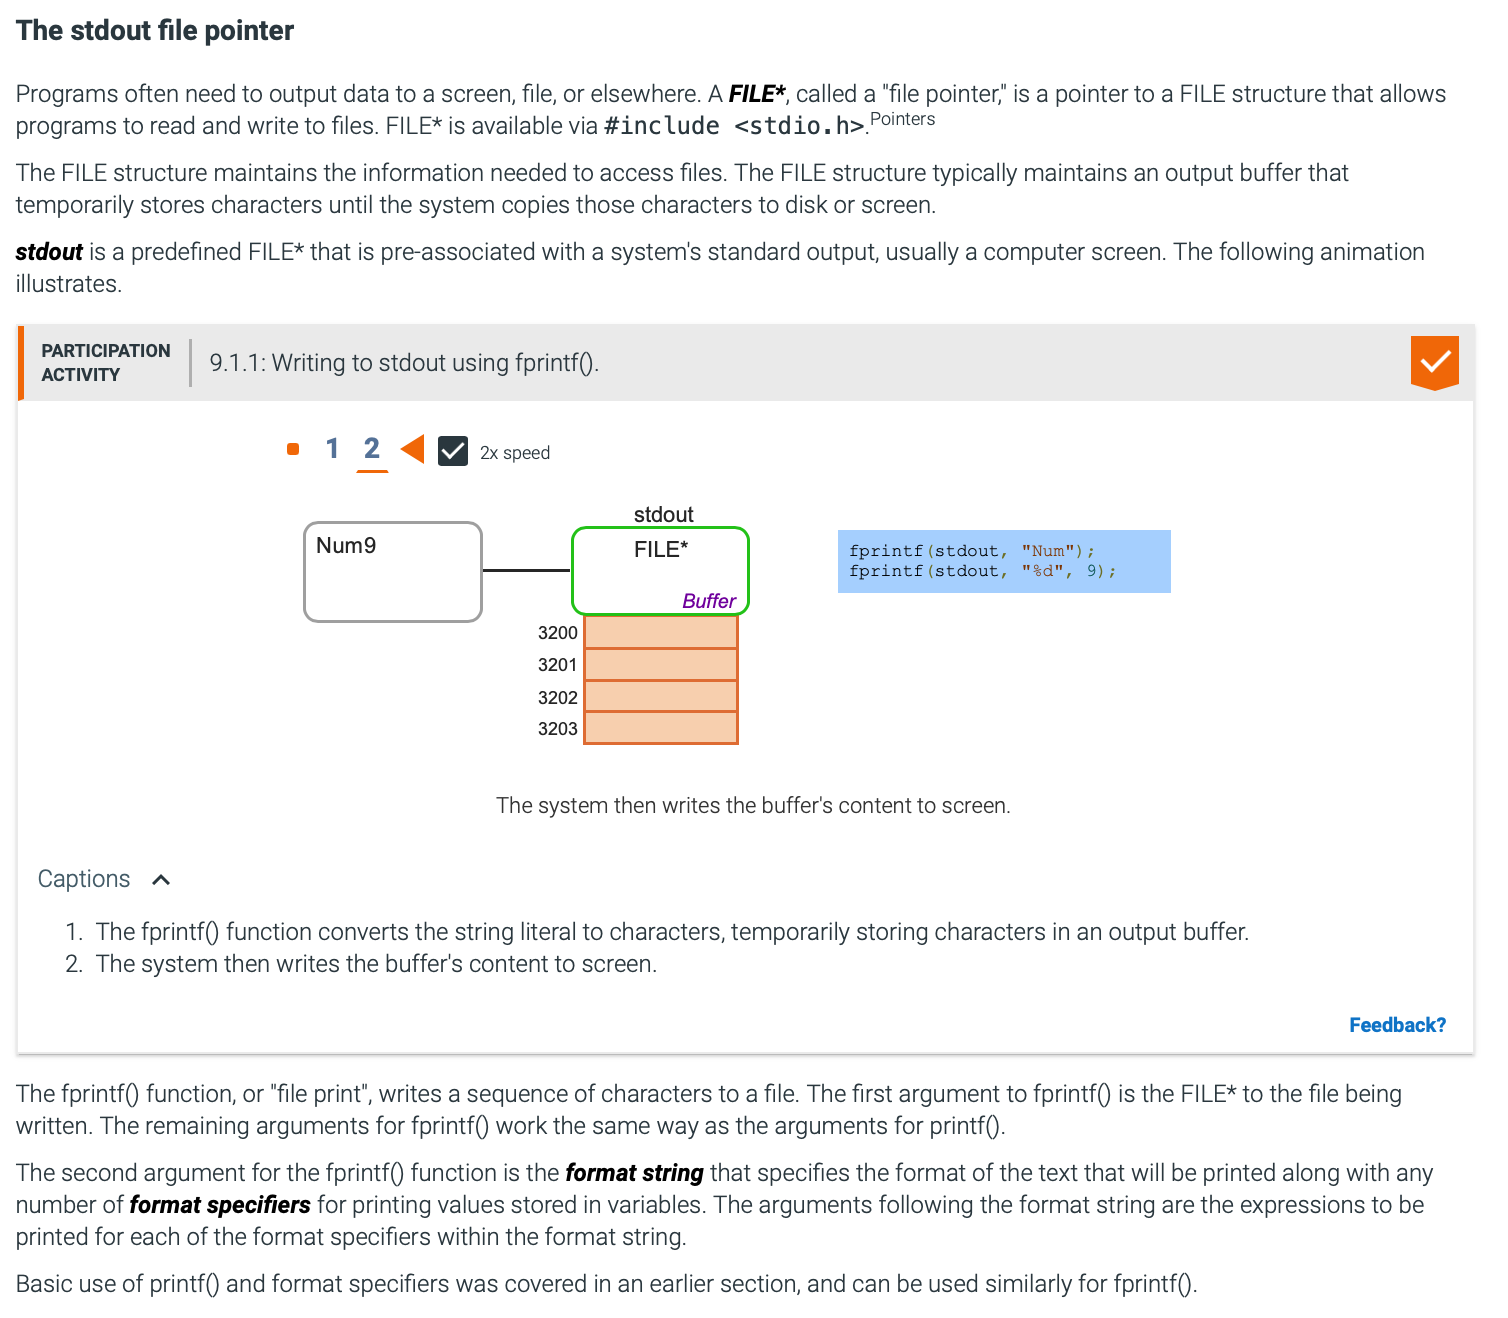 The stdout file pointer
Programs often need to output data to a screen, file, or elsewhere. A FILE*, called a "file pointer," is a pointer to a FILE structure that allows
programs to read and write to files. FILE* is available via #include <stdio.h>.Pointers
The FILE structure maintains the information needed to access files. The FILE structure typically maintains an output buffer that
temporarily stores characters until the system copies those characters to disk or screen.
stdout is a predefined FILE* that is pre-associated with a system's standard output, usually a computer screen. The following animation
illustrates.
PARTICIPATION
ACTIVITY
9.1.1: Writing to stdout using fprintf().
1 2 2x speed
stdout
Num9
FILE*
Buffer
fprintf(stdout, "Num");
fprintf(stdout, "%d", 9);
3200
3201
3202
3203
The system then writes the buffer's content to screen.
Captions
1. The fprintf() function converts the string literal to characters, temporarily storing characters in an output buffer.
2. The system then writes the buffer's content to screen.
Feedback?
The fprintf() function, or "file print", writes a sequence of characters to a file. The first argument to fprintf() is the FILE* to the file being
written. The remaining arguments for fprintf() work the same way as the arguments for printf().
The second argument for the fprintf() function is the format string that specifies the format of the text that will be printed along with any
number of format specifiers for printing values stored in variables. The arguments following the format string are the expressions to be
printed for each of the format specifiers within the format string.
Basic use of printf() and format specifiers was covered in an earlier section, and can be used similarly for fprintf().